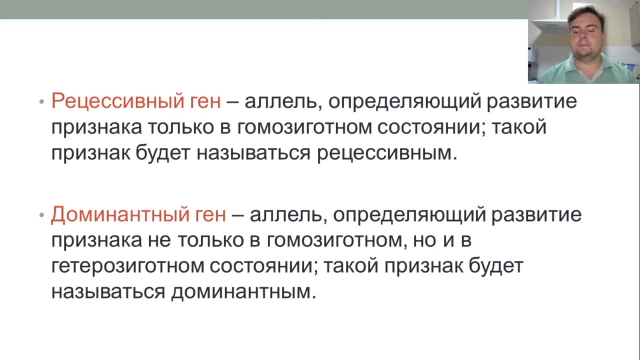 Рецессивный ген – аллель, определяющий развитие
признака только в гомозиготном состоянии; такой
признак будет называться рецессивным.
Доминантный ген – аллель, определяющий развитие
признака не только в гомозиготном, но и в
гетерозиготном состоянии; такой признак будет
называться доминантным.